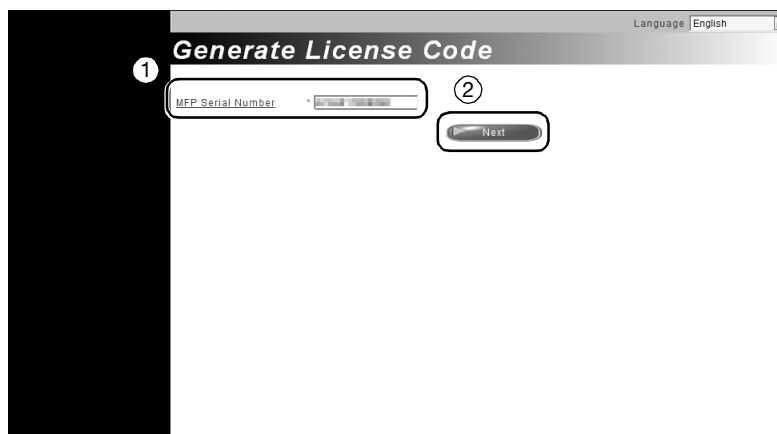 Language English
Generate License Code
①
MFP Serial Number *
②
Next